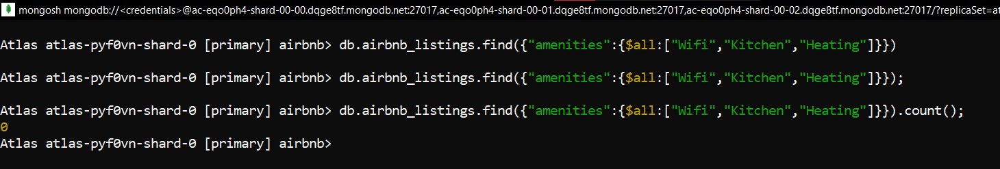 mongosh mongodb://<credentials>@ac-eqo0ph4-shard-00-00.dqge8tf.mongodb.net:27017,ac-eqo0ph4-shard-00-01.dqge8tf.mongodb.net:27017,ac-eqo0ph4-shard-00-02.dqge8tf.mongodb.net:27017/?replicaSet=at
Atlas atlas-pyf0vn-shard-0 [primary] airbnb> db.airbnb_listings.find({"amenities":{$all:["Wifi","Kitchen","Heating"]}})
Atlas atlas-pyf0vn-shard-0 [primary] airbnb> db.airbnb_listings.find({"amenities":{$all:["Wifi","Kitchen","Heating"]}});
Atlas atlas-pyf0vn-shard-0 [primary] airbnb> db.airbnb_listings.find({"amenities":{$all:["Wifi","Kitchen","Heating"]}}).count();
0
Atlas atlas-pyf0vn-shard-0 [primary] airbnb>